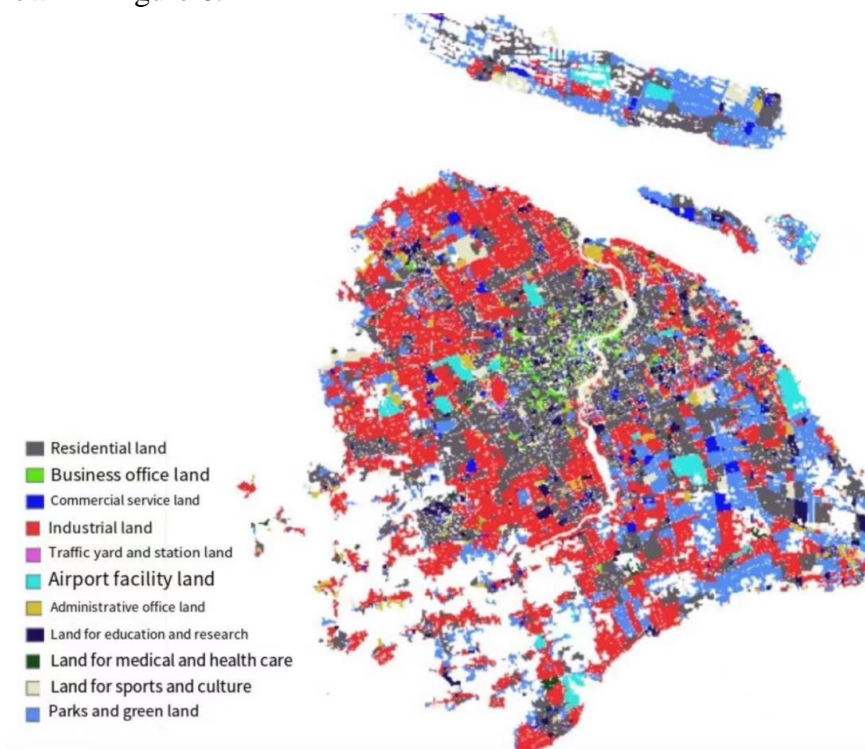 Residential land
Business office land
Commercial service land
Industrial land
Traffic yard and station land
Airport facility land
Administrative office land
Land for education and research
Land for medical and health care
Land for sports and culture
Parks and green land